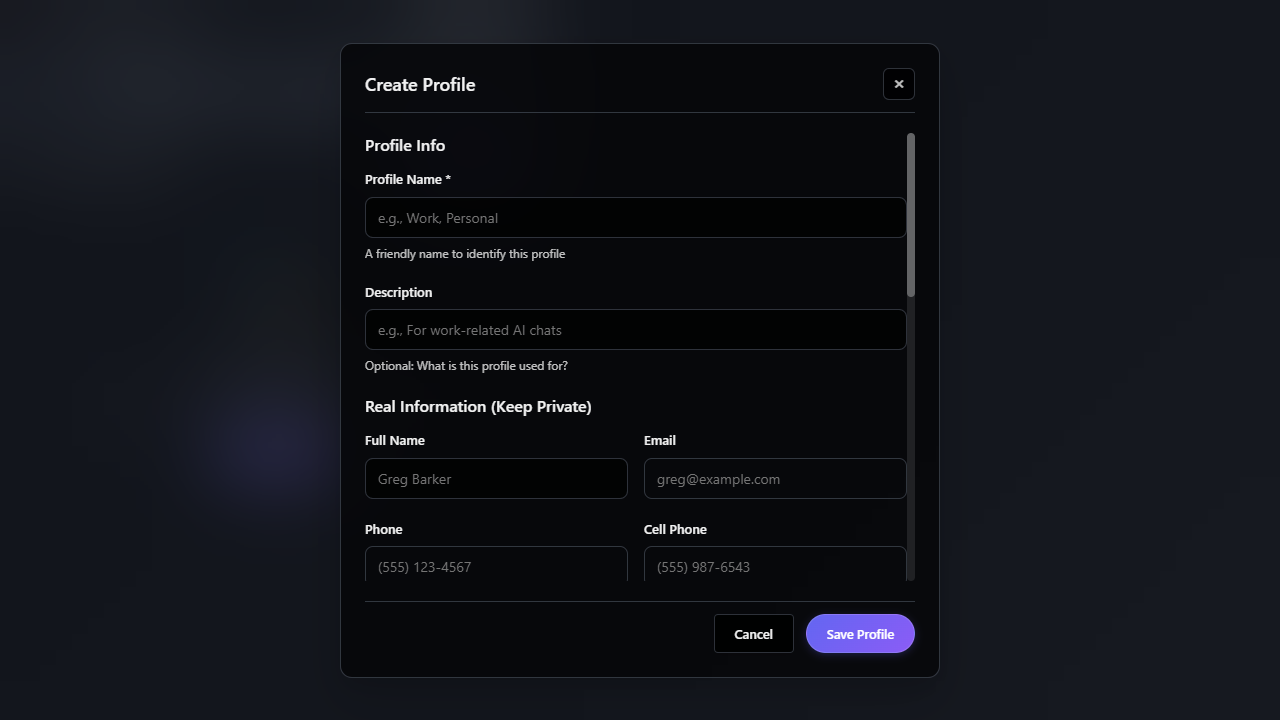 Create Profile
×
Profile Info
Profile Name *
e.g., Work, Personal
A friendly name to identify this profile
Description
e.g., For work-related AI chats
Optional: What is this profile used for?
Real Information (Keep Private)
Full Name Email
Greg Barker greg@example.com
Phone Cell Phone
(555) 123-4567 (555) 987-6543
Cancel Save Profile